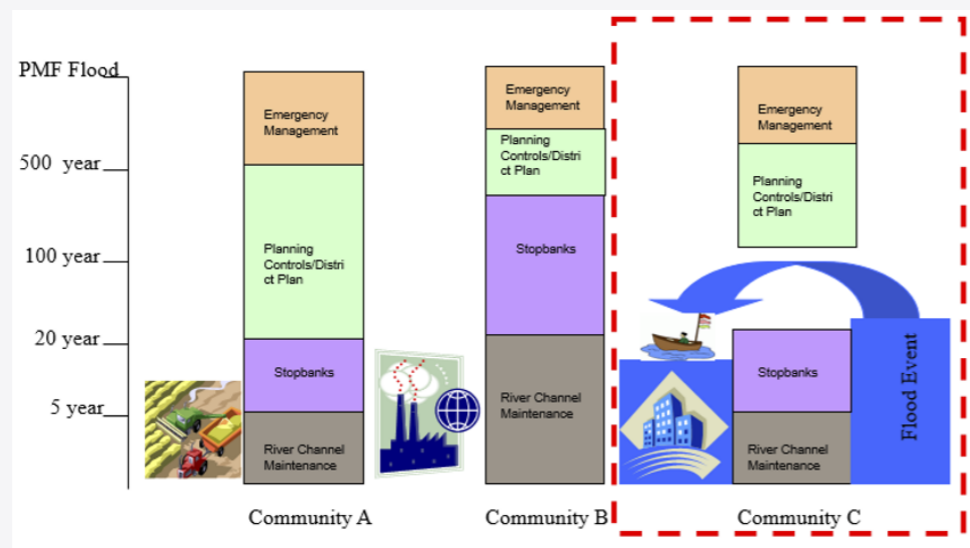 PMF Flood
500 year
100 year
20 year
5 year
Emergency
Management
Planning
Controls/Distri
ct Plan
Stopbanks
River Channel
Maintenance
Community A
Emergency
Management
Planning
Controls/Distri
ct Plan
Stopbanks
River Channel
Maintenance
Community B
Emergency
Management
Planning
Controls/Distri
ct Plan
Stopbanks
River Channel
Maintenance
Flood Event
Community C